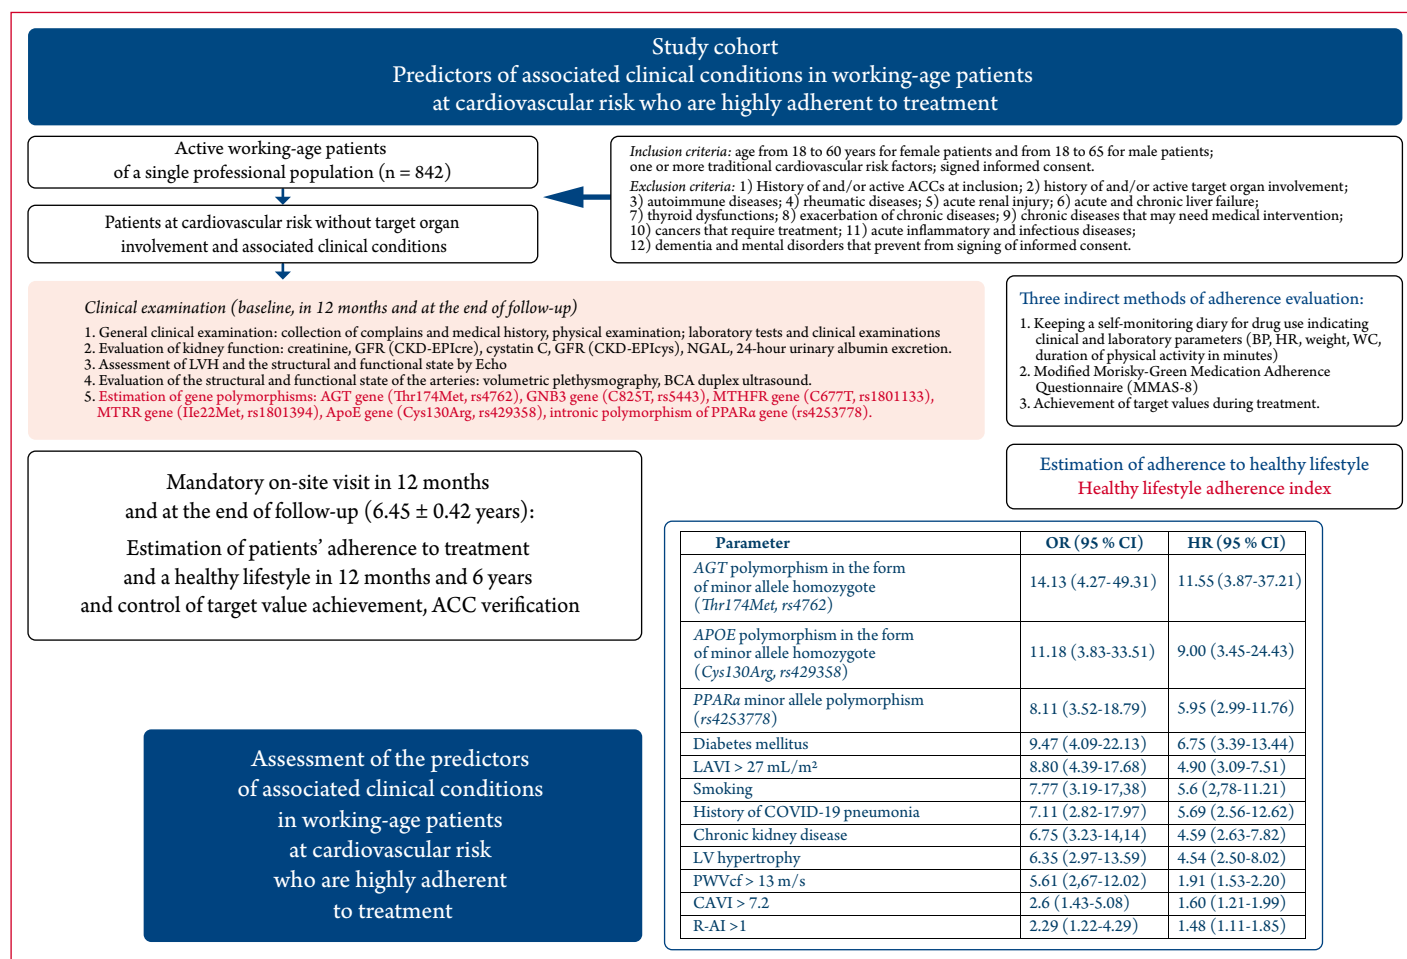 Study cohort
Predictors of associated clinical conditions in working-age patients
at cardiovascular risk who are highly adherent to treatment
Active working-age patients
of a single professional population (n = 842)
Patients at cardiovascular risk without target organ
involvement and associated clinical conditions
Inclusion criteria: age from 18 to 60 years for female patients and from 18 to 65 for male patients;
one or more traditional cardiovascular risk factors; signed informed consent.
Exclusion criteria: 1) History of and/or active ACCs at inclusion; 2) history of and/or active target organ involvement;
3) autoimmune diseases; 4) rheumatic diseases; 5) acute renal injury; 6) acute and chronic liver failure;
7) thyroid dysfunctions; 8) exacerbation of chronic diseases; 9) chronic diseases that may need medical intervention;
10) cancers that require treatment; 11) acute inflammatory and infectious diseases;
12) dementia and mental disorders that prevent from signing of informed consent.
Clinical examination (baseline, in 12 months and at the end of follow-up)
1. General clinical examination: collection of complains and medical history, physical examination; laboratory tests and clinical examinations
2. Evaluation of kidney function: creatinine, GFR (CKD-EPIcre), cystatin C, GFR (CKD-EPIcys), NGAL, 24-hour urinary albumin excretion.
3. Assessment of LVH and the structural and functional state by Echo
4. Evaluation of the structural and functional state of the arteries: volumetric plethysmography, BCA duplex ultrasound.
5. Estimation of gene polymorphisms: AGT gene (Thr174Met, rs4762), GNB3 gene (C825T, rs5443), MTHFR gene (C677T, rs1801133),
MTRR gene (IIe22Met, rs1801394), ApoE gene (Cys130Arg, rs429358), intronic polymorphism of PPARα gene (rs4253778).
Three indirect methods of adherence evaluation:
1. Keeping a self-monitoring diary for drug use indicating
clinical and laboratory parameters (BP, HR, weight, WC,
duration of physical activity in minutes)
2. Modified Morisky-Green Medication Adherence
Questionnaire (MMAS-8)
3. Achievement of target values during treatment.
Estimation of adherence to healthy lifestyle
Healthy lifestyle adherence index
Mandatory on-site visit in 12 months
and at the end of follow-up (6.45 ± 0.42 years):
Estimation of patients’ adherence to treatment
and a healthy lifestyle in 12 months and 6 years
and control of target value achievement, ACC verification
Assessment of the predictors
of associated clinical conditions
in working-age patients
at cardiovascular risk
who are highly adherent
to treatment
Parameter OR (95 % CI) HR (95 % CI)
AGT polymorphism in the form
of minor allele homozygote
(Thr174Met, rs4762)
14.13 (4.27-49.31) 11.55 (3.87-37.21)
APOE polymorphism in the form
of minor allele homozygote
(Cys130Arg, rs429358)
11.18 (3.83-33.51) 9.00 (3.45-24.43)
PPARα minor allele polymorphism
(rs4253778)
8.11 (3.52-18.79) 5.95 (2.99-11.76)
Diabetes mellitus 9.47 (4.09-22.13) 6.75 (3.39-13.44)
LAVI > 27 mL/m² 8.80 (4.39-17.68) 4.90 (3.09-7.51)
Smoking 7.77 (3.19-17,38) 5.6 (2,78-11.21)
History of COVID-19 pneumonia 7.11 (2.82-17.97) 5.69 (2.56-12.62)
Chronic kidney disease 6.75 (3.23-14,14) 4.59 (2.63-7.82)
LV hypertrophy 6.35 (2.97-13.59) 4.54 (2.50-8.02)
PWVcf > 13 m/s 5.61 (2,67-12.02) 1.91 (1.53-2.20)
CAVI > 7.2 2.6 (1.43-5.08) 1.60 (1.21-1.99)
R-AI >1 2.29 (1.22-4.29) 1.48 (1.11-1.85)